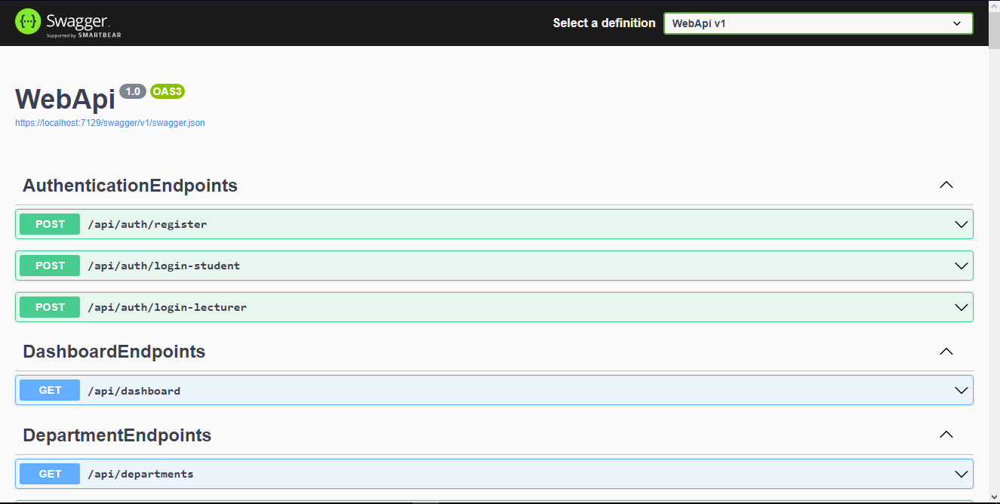 Swagger
Supported by SMARTBEAR
Select a definition
WebApi v1
WebApi 1.0 OAS3
https://localhost:7129/swagger/v1/swagger.json
AuthenticationEndpoints
POST /api/auth/register
POST /api/auth/login-student
POST /api/auth/login-lecturer
DashboardEndpoints
GET /api/dashboard
DepartmentEndpoints
GET /api/departments